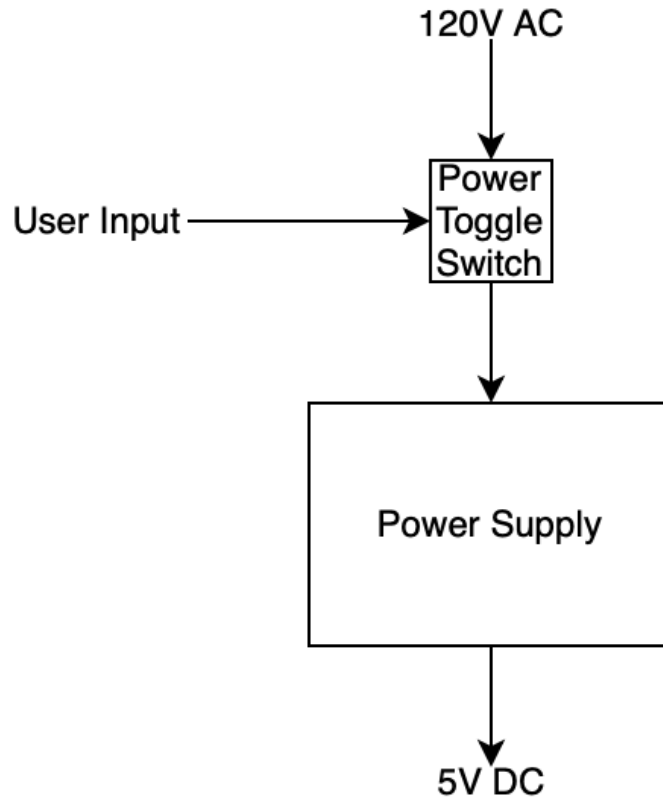 120V AC
Power
Toggle
Switch
User Input
Power Supply
5V DC